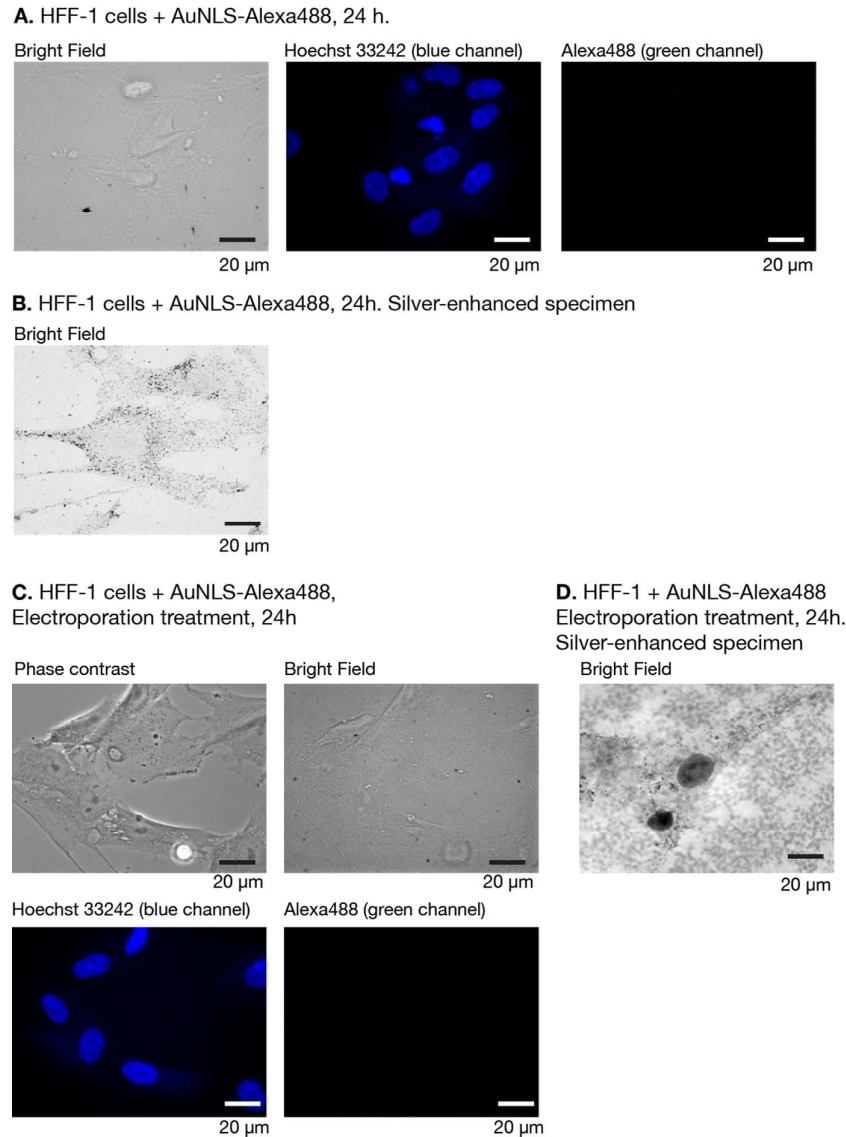 A. HFF-1 cells + AuNLS-Alexa488, 24 h.
Bright Field
Hoechst 33242 (blue channel)
Alexa488 (green channel)
20 µm
20 µm
20 µm
B. HFF-1 cells + AuNLS-Alexa488, 24h. Silver-enhanced specimen
Bright Field
20 µm
C. HFF-1 cells + AuNLS-Alexa488,
Electroporation treatment, 24h
Phase contrast
Bright Field
20 µm
20 µm
Hoechst 33242 (blue channel)
Alexa488 (green channel)
20 µm
20 µm
D. HFF-1 + AuNLS-Alexa488
Electroporation treatment, 24h.
Silver-enhanced specimen
Bright Field
20 µm